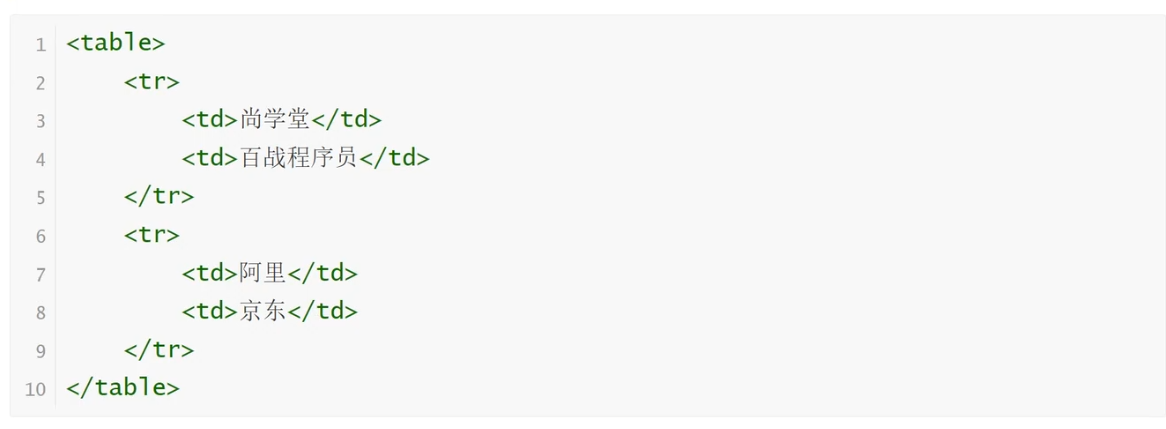 1 <table>
2 <tr>
3 <td>尚学堂</td>
4 <td>百战程序员</td>
5 </tr>
6 <tr>
7 <td>阿里</td>
8 <td>京东</td>
9 </tr>
10 </table>